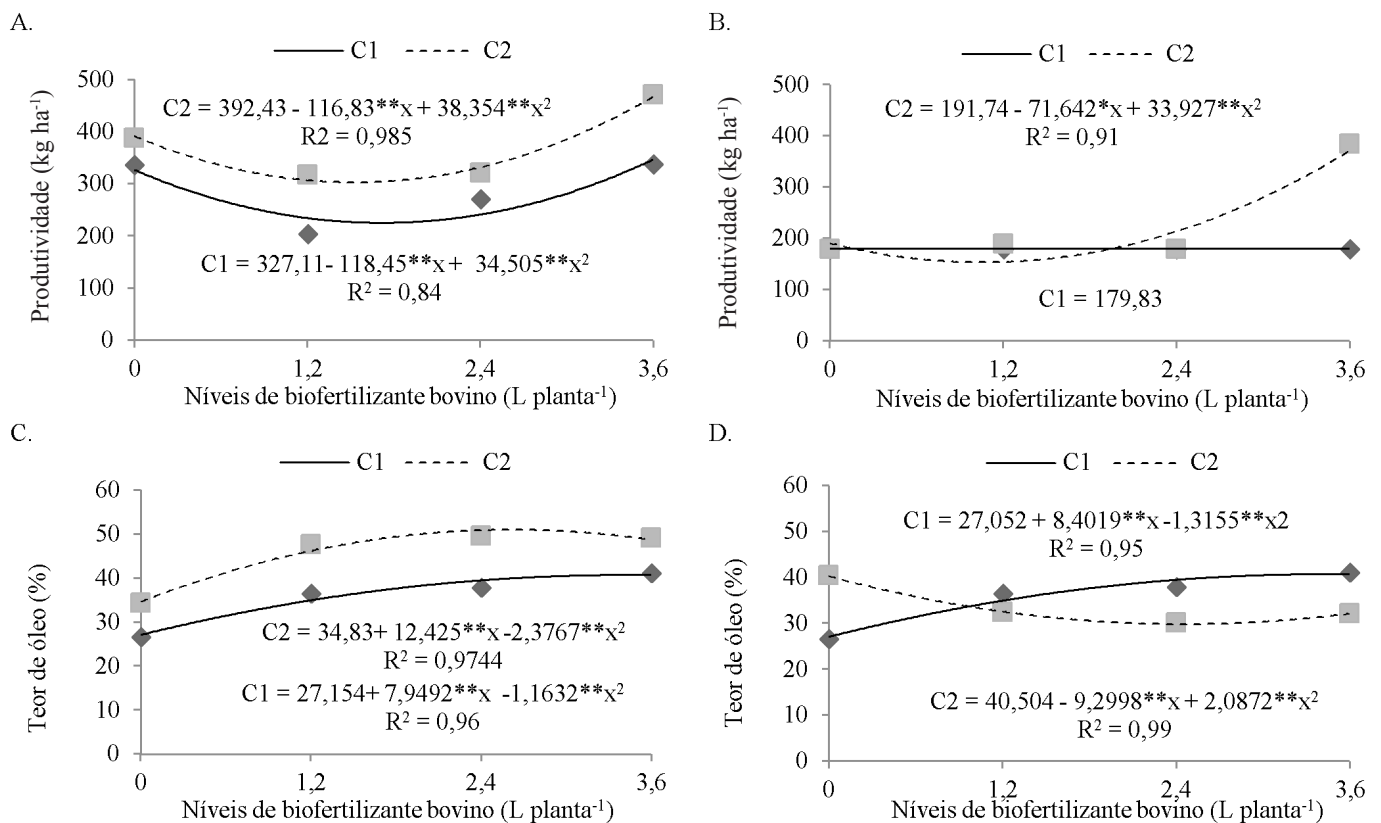 A.
C1 C2
500
400
300
200
100
0
Produtividade (kg ha⁻¹)
C2 = 392,43 - 116,83**x + 38,354**x²
R2 = 0,985
C1 = 327,11- 118,45**x + 34,505**x²
R² = 0,84
0 1,2 2,4 3,6
Níveis de biofertilizante bovino (L planta⁻¹)
B.
C1 C2
500
400
300
200
100
0
Produtividade (kg ha⁻¹)
C2 = 191,74 - 71,642*x + 33,927**x²
R² = 0,91
C1 = 179,83
0 1,2 2,4 3,6
Níveis de biofertilizante bovino (L planta⁻¹)
C.
C1 C2
60
50
40
30
20
10
0
Teor de óleo (%)
C2 = 34,83+ 12,425**x -2,3767**x²
R² = 0,9744
C1 = 27,154+ 7,9492**x -1,1632**x²
R² = 0,96
0 1,2 2,4 3,6
Níveis de biofertilizante bovino (L planta⁻¹)
D.
C1 C2
60
50
40
30
20
10
0
Teor de óleo (%)
C1 = 27,052 + 8,4019**x -1,3155**x2
R² = 0,95
C2 = 40,504 - 9,2998**x + 2,0872**x²
R² = 0,99
0 1,2 2,4 3,6
Níveis de biofertilizante bovino (L planta⁻¹)